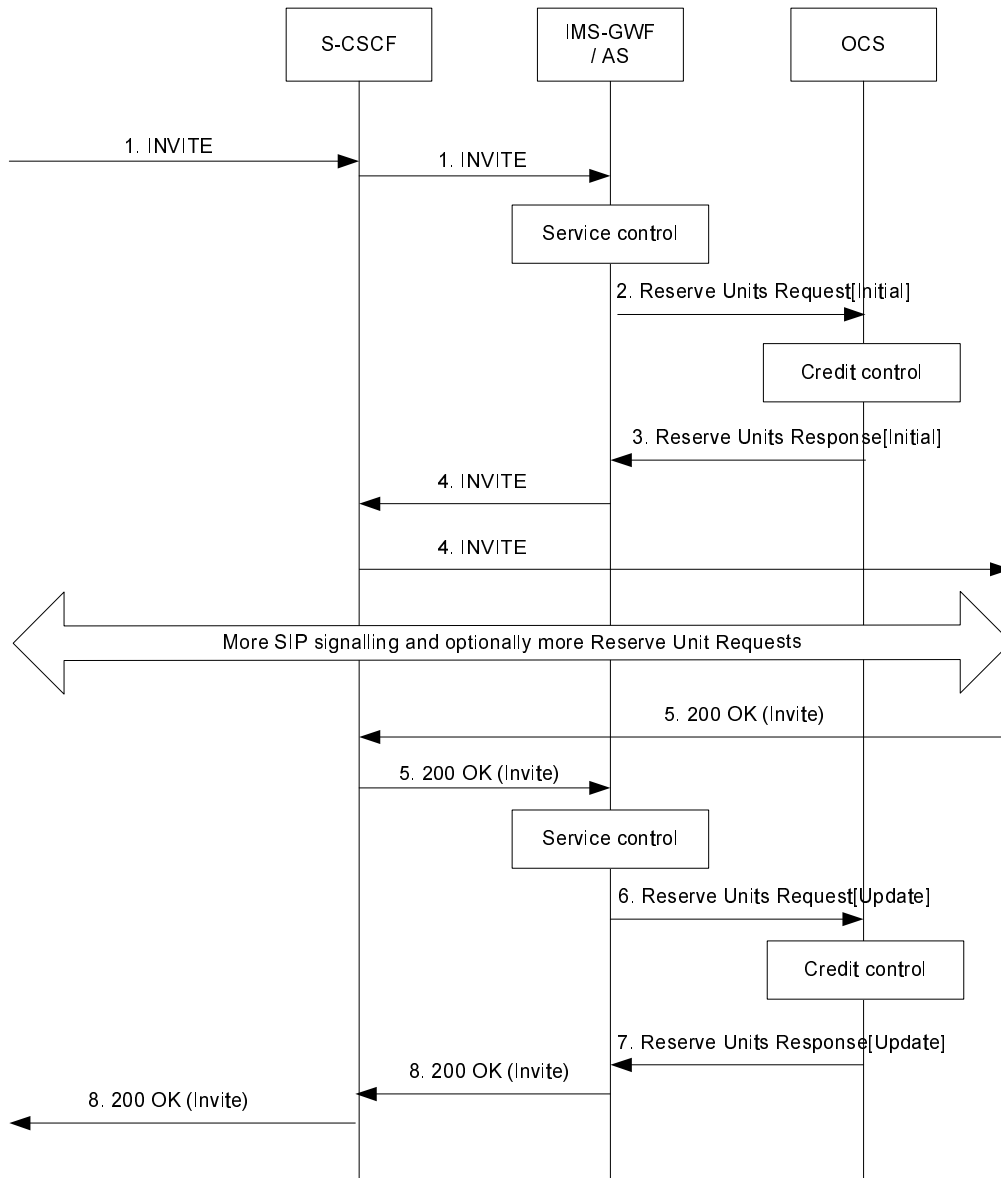 S-CSCF
IMS-GWF
/ AS
OCS
1. INVITE
1. INVITE
Service control
2. Reserve Units Request[Initial]
Credit control
3. Reserve Units Response[Initial]
4. INVITE
4. INVITE
More SIP signalling and optionally more Reserve Unit Requests
5. 200 OK (Invite)
5. 200 OK (Invite)
Service control
6. Reserve Units Request[Update]
Credit control
7. Reserve Units Response[Update]
8. 200 OK (Invite)
8. 200 OK (Invite)